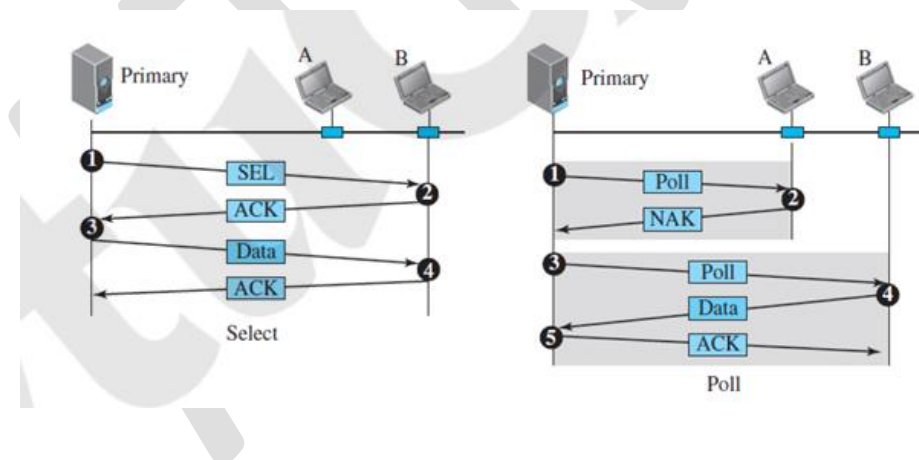 Primary
A
B
1
SEL
2
ACK
3
Data
4
ACK
Select
Primary
A
B
1
Poll
2
NAK
3
Poll
4
Data
5
ACK
Poll